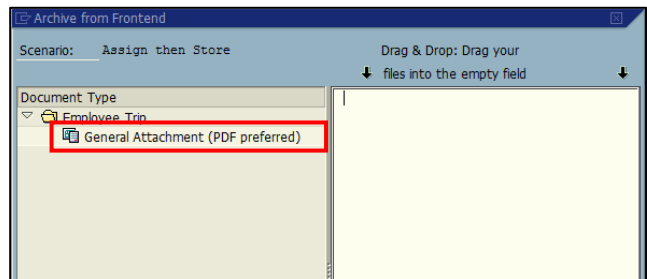 Archive from Frontend
Scenario: Assign then Store
Drag & Drop: Drag your
files into the empty field
Document Type
Employee Trip
General Attachment (PDF preferred)